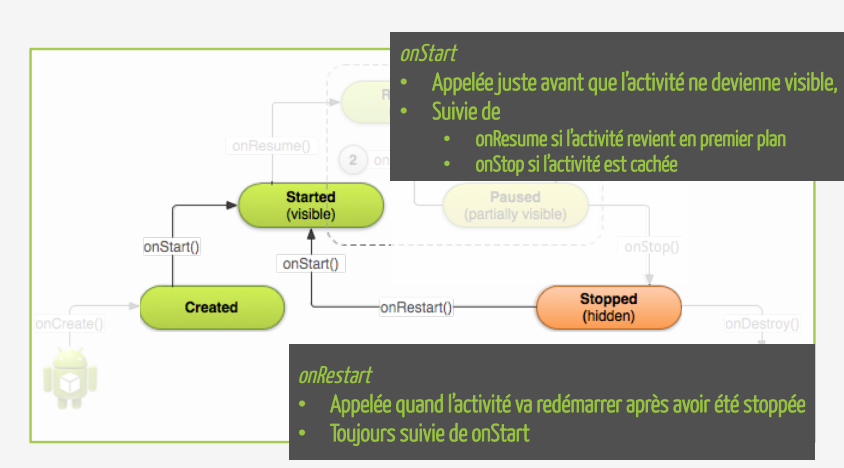 onStart
• Appelée juste avant que l'activité ne devienne visible,
• Suivie de
• onResume si l'activité revient en premier plan
• onStop si l'activité est cachée
R
onResume()
2 on
Started
(visible)
Paused
(partially visible)
onStart()
onStop()
onStart()
Created
onRestart()
Stopped
(hidden)
onCreate()
onDestroy()
onRestart
• Appelée quand l'activité va redémarrer après avoir été stoppée
• Toujours suivie de onStart